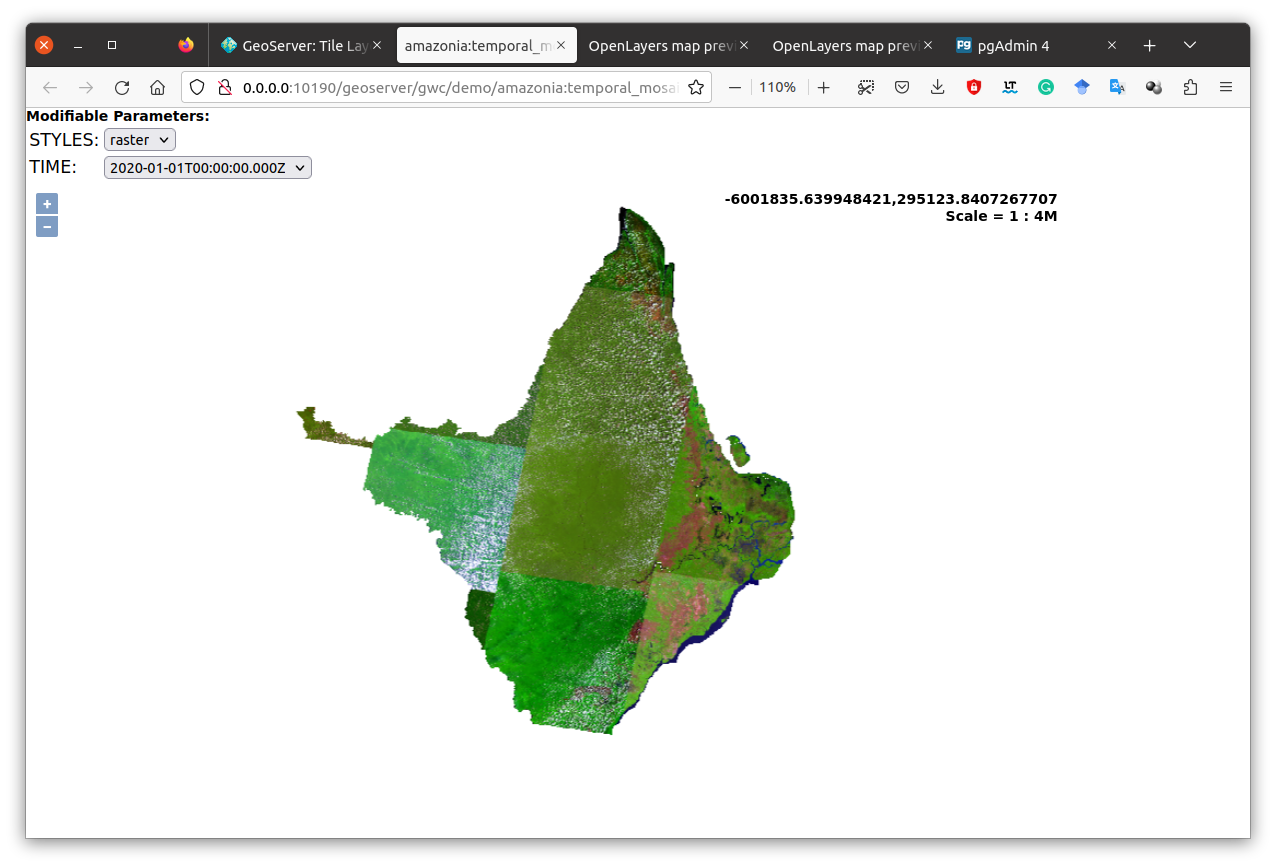 GeoServer: Tile Lay
amazonia:temporal_m
OpenLayers map previ
OpenLayers map previ
pgAdmin 4
0.0.0.0:10190/geoserver/gwc/demo/amazonia:temporal_mosai
110%
Modifiable Parameters:
STYLES: raster
TIME: 2020-01-01T00:00:00.000Z
+
−
-6001835.639948421,295123.8407267707
Scale = 1 : 4M